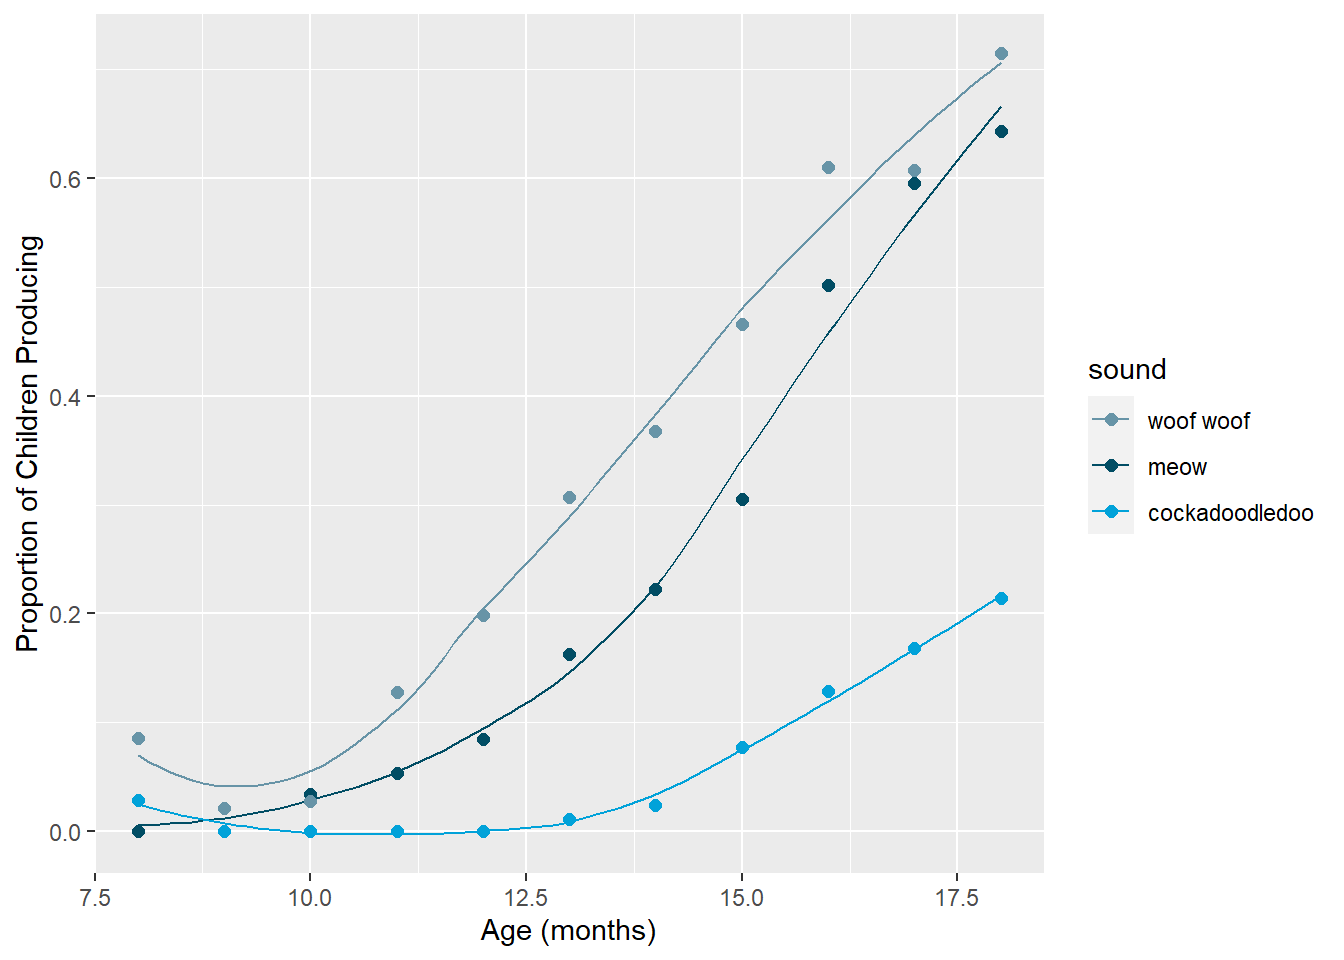 Proportion of Children Producing
0.6
0.4
0.2
0.0
7.5 10.0 12.5 15.0 17.5
Age (months)
sound
woof woof
meow
cockadoodledoo